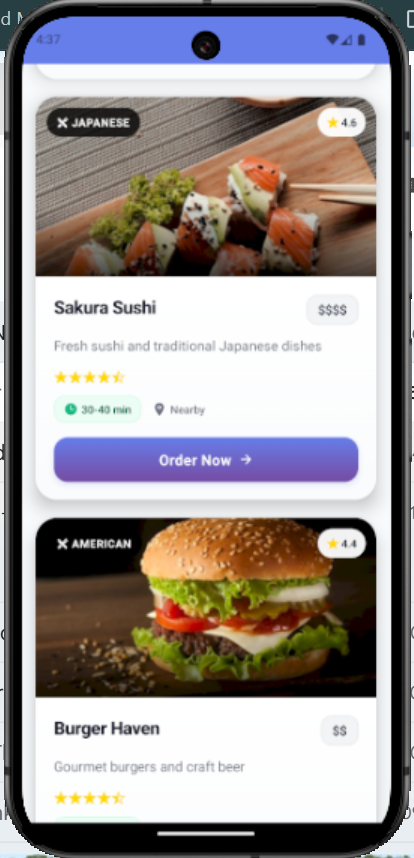 4:37
JAPANESE
4.6
Sakura Sushi
$$$$
Fresh sushi and traditional Japanese dishes
30-40 min
Nearby
Order Now →
AMERICAN
4.4
Burger Haven
$$
Gourmet burgers and craft beer